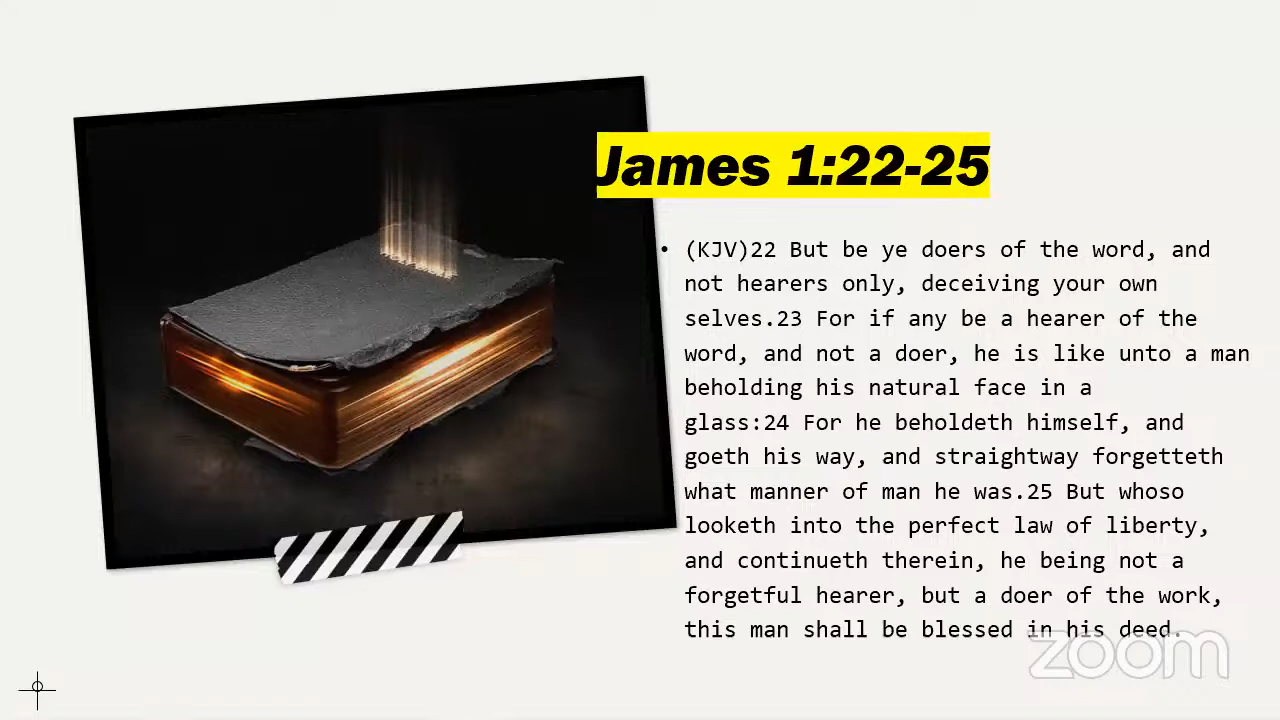 James 1:22-25
• (KJV)22 But be ye doers of the word, and
not hearers only, deceiving your own
selves.23 For if any be a hearer of the
word, and not a doer, he is like unto a man
beholding his natural face in a
glass:24 For he beholdeth himself, and
goeth his way, and straightway forgetteth
what manner of man he was.25 But whoso
looketh into the perfect law of liberty,
and continueth therein, he being not a
forgetful hearer, but a doer of the work,
this man shall be blessed in his deed.
zoom